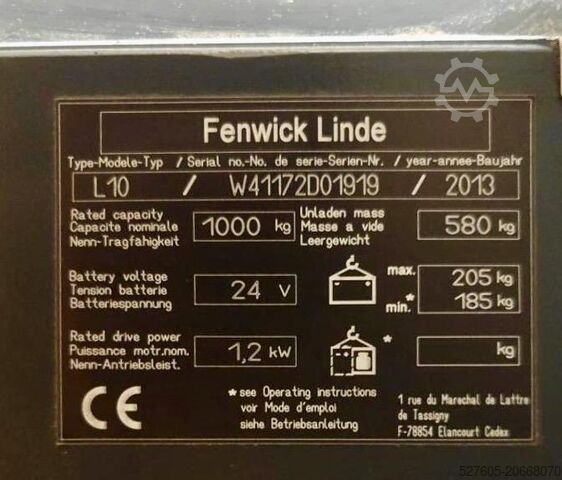 Fenwick Linde
Type-Modele-Typ / Serial no.-No. de serie-Serien-Nr. / year-annee-Baujahr
L10 / W41172D01919 / 2013
Rated capacity
Capacite nominale
Nenn-Tragfähigkeit
1000 kg
Unladen mass
Masse a vide
Leergewicht
580 kg
Battery voltage
Tension batterie
Batteriespannung
24 V
max. 205 kg
min.* 185 kg
Rated drive power
Puissance motr.nom.
Nenn-Antriebsleist.
1,2 kW
* kg
CE
* see Operating instructions
voir Mode d'emploi
siehe Betriebsanleitung
1 rue du Marechal de Lattre
de Tassigny
F-78854 Elancourt Cedex
527605-20668070